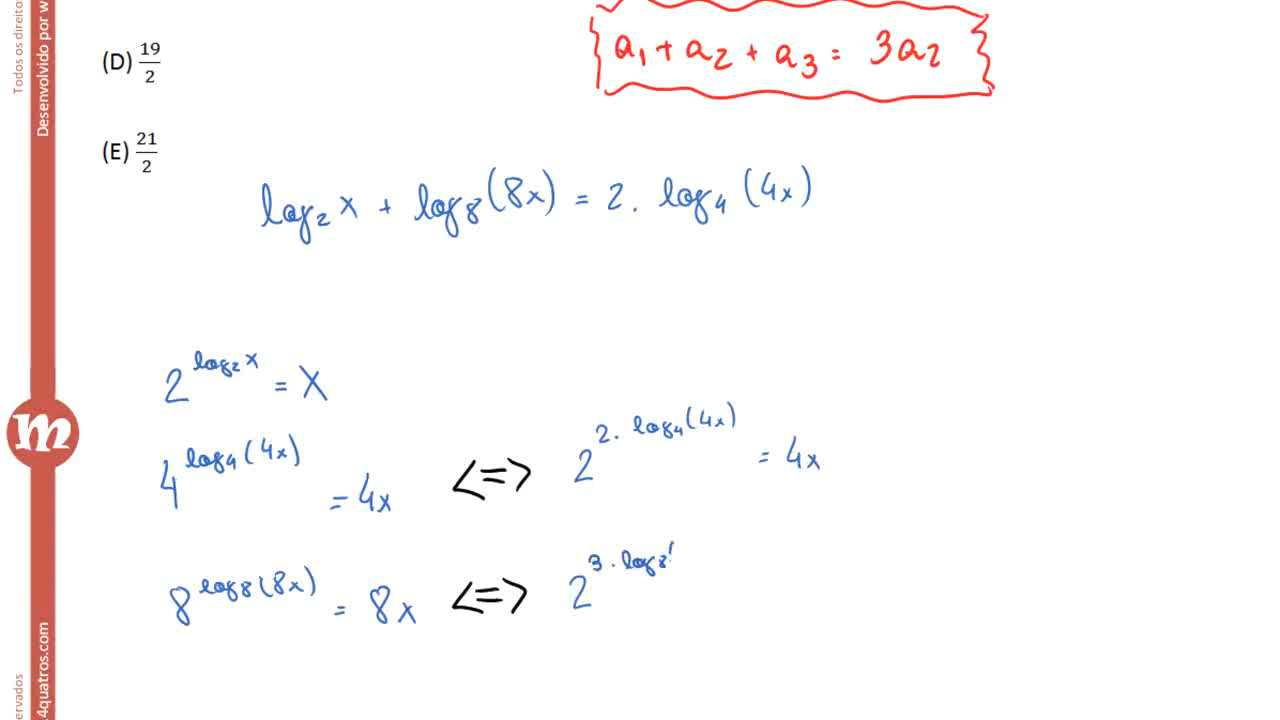 Todos os direitos
Desenvolvido por w
(D) 19/2
a₁ + a₂ + a₃ = 3a₂
(E) 21/2
log₂ x + log₈ (8x) = 2 . log₄ (4x)
2^(log₂ x) = x
4^(log₄ (4x)) = 4x <=> 2^(2 . log₄ (4x)) = 4x
m
8^(log₈ (8x)) = 8x <=> 2^(3 . log₈
ervados
4quatros.com